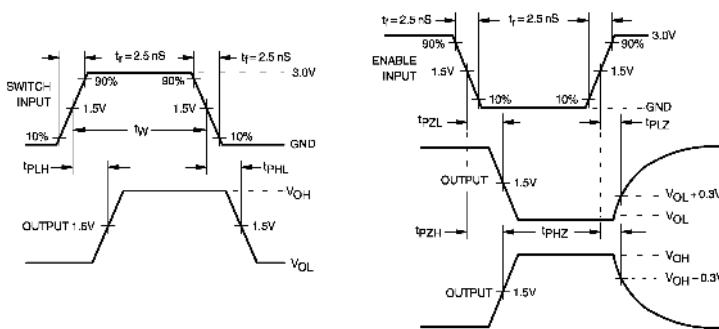 tr = 2.5 nS
tf = 2.5 nS
90%
90%
3.0V
SWITCH
INPUT
1.5V
1.5V
10%
tW
10%
GND
tPLH
tPHL
VOH
OUTPUT 1.5V
1.5V
VOL
tf = 2.5 nS
tr = 2.5 nS
3.0V
90%
90%
ENABLE
INPUT
1.5V
1.5V
10%
10%
GND
tPZL
tPLZ
OUTPUT
1.5V
VOL + 0.3V
VOL
tPZH
tPHZ
VOH
VOH – 0.3V
OUTPUT
1.5V